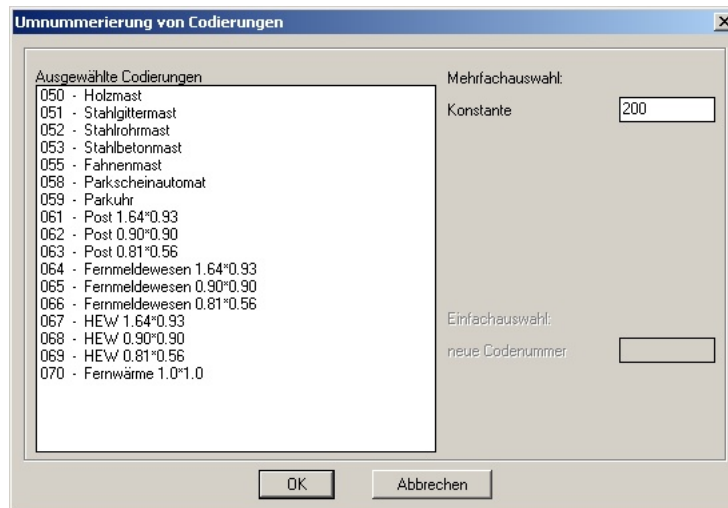 Umnummerierung von Codierungen
Ausgewählte Codierungen
050 - Holzmast
051 - Stahlgittermast
052 - Stahlrohrmast
053 - Stahlbetonmast
055 - Fahnenmast
058 - Parkscheinautomat
059 - Parkuhr
061 - Post 1.64*0.93
062 - Post 0.90*0.90
063 - Post 0.81*0.56
064 - Fernmeldewesen 1.64*0.93
065 - Fernmeldewesen 0.90*0.90
066 - Fernmeldewesen 0.81*0.56
067 - HEW 1.64*0.93
068 - HEW 0.90*0.90
069 - HEW 0.81*0.56
070 - Fernwärme 1.0*1.0
Mehrfachauswahl:
Konstante 200
Einfachauswahl:
neue Codenummer
OK Abbrechen